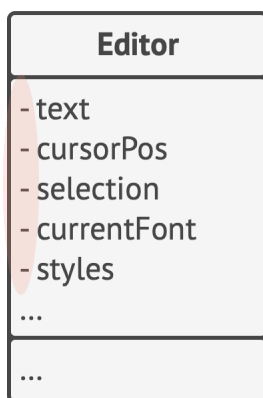 Editor
- text
- cursorPos
- selection
- currentFont
- styles
...
...